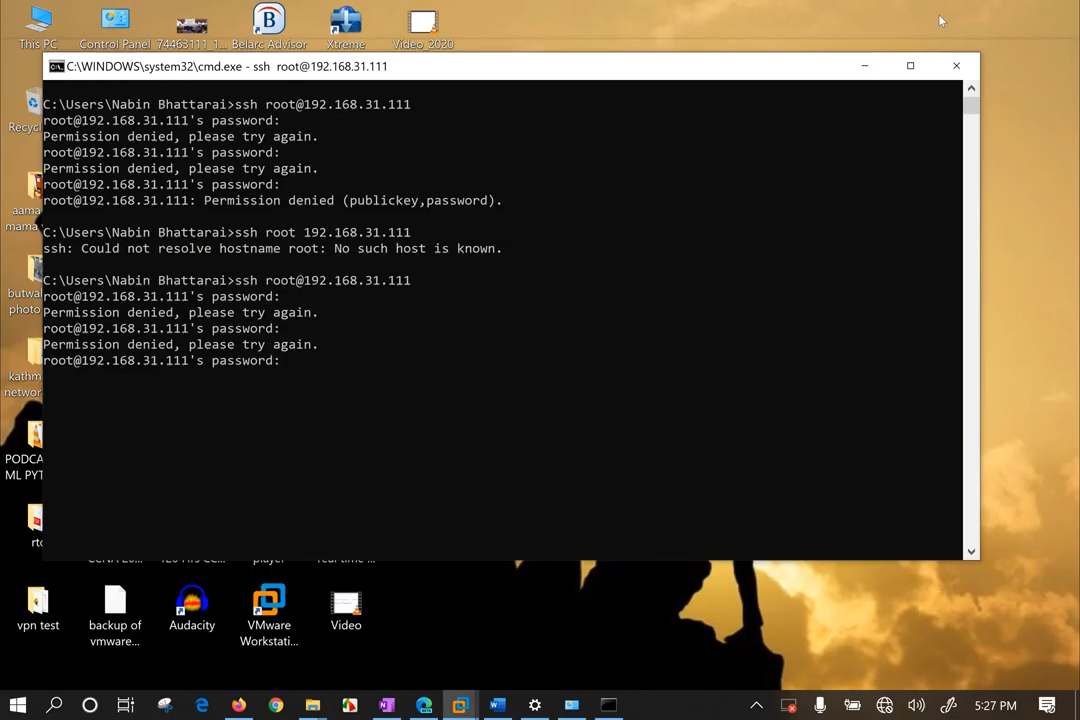 This PC
Control Panel
74463111_1...
Belarc Advisor
Xtreme
Video_2020
C:\WINDOWS\system32\cmd.exe - ssh  root@192.168.31.111
C:\Users\Nabin Bhattarai>ssh root@192.168.31.111
root@192.168.31.111's password:
Permission denied, please try again.
root@192.168.31.111's password:
Permission denied, please try again.
root@192.168.31.111's password:
root@192.168.31.111: Permission denied (publickey,password).
C:\Users\Nabin Bhattarai>ssh root 192.168.31.111
ssh: Could not resolve hostname root: No such host is known.
C:\Users\Nabin Bhattarai>ssh root@192.168.31.111
root@192.168.31.111's password:
Permission denied, please try again.
root@192.168.31.111's password:
Permission denied, please try again.
root@192.168.31.111's password:
Recycl
aama
mama
butwal
photo
kathm
networ
PODCA
ML PYT
rto
vpn test
backup of
vmware...
Audacity
VMware
Workstati...
Video
5:27 PM